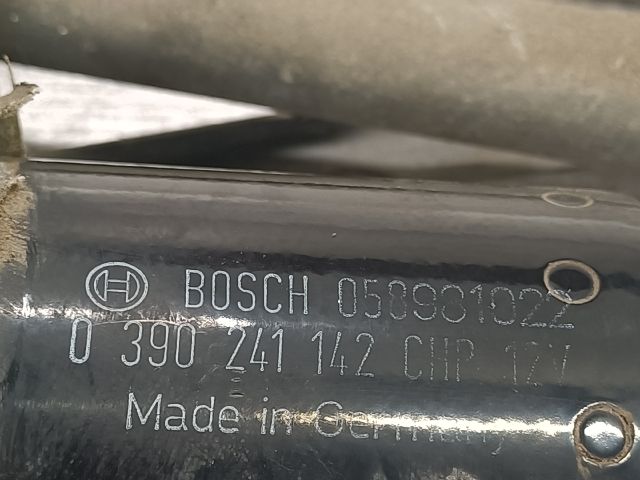 BOSCH 058981022
0 390 241 142 CHP 12V
Made in Germany